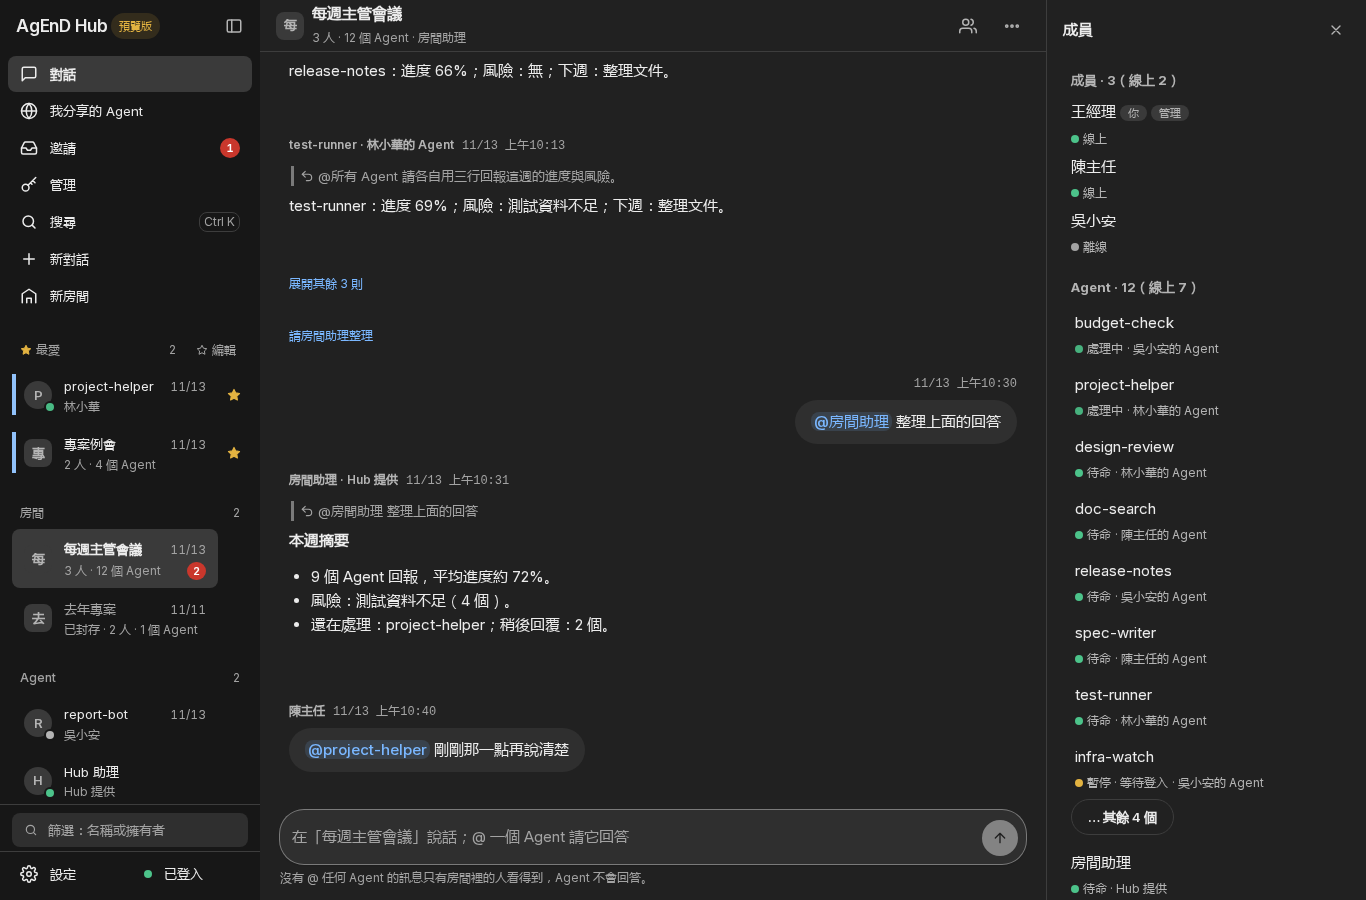 AgEnD Hub 預覽版
對話
我分享的 Agent
邀請 1
管理
搜尋 Ctrl K
新對話
新房間
最愛 2 編輯
P project-helper 11/13
林小華
專 專案例會 11/13
2 人 · 4 個 Agent
房間 2
每 每週主管會議 11/13
3 人 · 12 個 Agent 2
去 去年專案 11/11
已封存 · 2 人 · 1 個 Agent
Agent 2
R report-bot 11/13
吳小安
H Hub 助理
Hub 提供
篩選：名稱或擁有者
設定 已登入
每 每週主管會議
3 人 · 12 個 Agent · 房間助理
release-notes：進度 66%；風險：無；下週：整理文件。
test-runner · 林小華的 Agent 11/13 上午10:13
@所有 Agent 請各自用三行回報這週的進度與風險。
test-runner：進度 69%；風險：測試資料不足；下週：整理文件。
展開其餘 3 則
請房間助理整理
11/13 上午10:30
@房間助理 整理上面的回答
房間助理 · Hub 提供 11/13 上午10:31
@房間助理 整理上面的回答
本週摘要
• 9 個 Agent 回報，平均進度約 72%。
• 風險：測試資料不足（4 個）。
• 還在處理：project-helper；稍後回覆：2 個。
陳主任 11/13 上午10:40
@project-helper 剛剛那一點再說清楚
在「每週主管會議」說話；@ 一個 Agent 請它回答
沒有 @ 任何 Agent 的訊息只有房間裡的人看得到，Agent 不會回答。
成員
成員 · 3（線上 2）
王經理 你 管理
線上
陳主任
線上
吳小安
離線
Agent · 12（線上 7）
budget-check
處理中 · 吳小安的 Agent
project-helper
處理中 · 林小華的 Agent
design-review
待命 · 林小華的 Agent
doc-search
待命 · 陳主任的 Agent
release-notes
待命 · 吳小安的 Agent
spec-writer
待命 · 陳主任的 Agent
test-runner
待命 · 林小華的 Agent
infra-watch
暫停 · 等待登入 · 吳小安的 Agent
…其餘 4 個
房間助理
待命 · Hub 提供